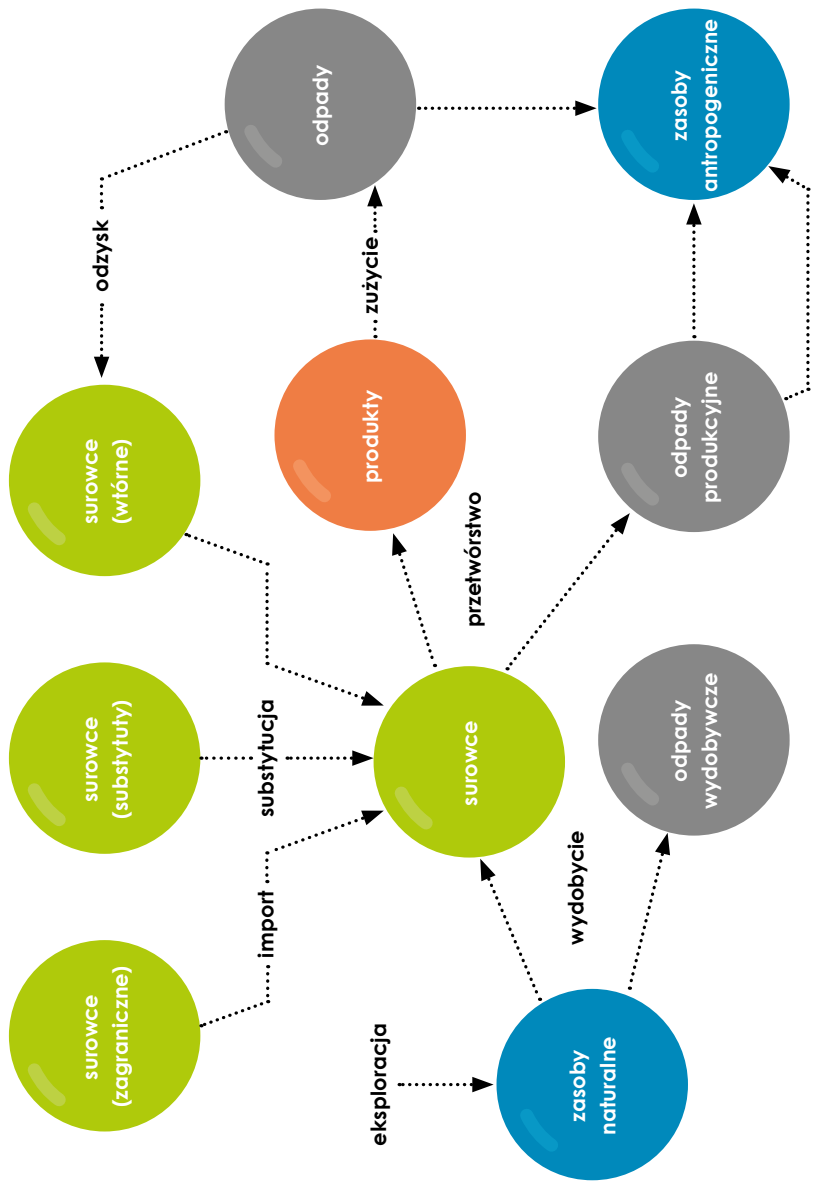 surowce
(zagraniczne)
surowce
(substytuty)
surowce
(wtórne)
odzysk
import
substytucja
odpady
eksploracja
produkty
zużycie
surowce
przetwórstwo
wydobycie
zasoby
naturalne
odpady
wydobywcze
odpady
produkcyjne
zasoby
antropogeniczne